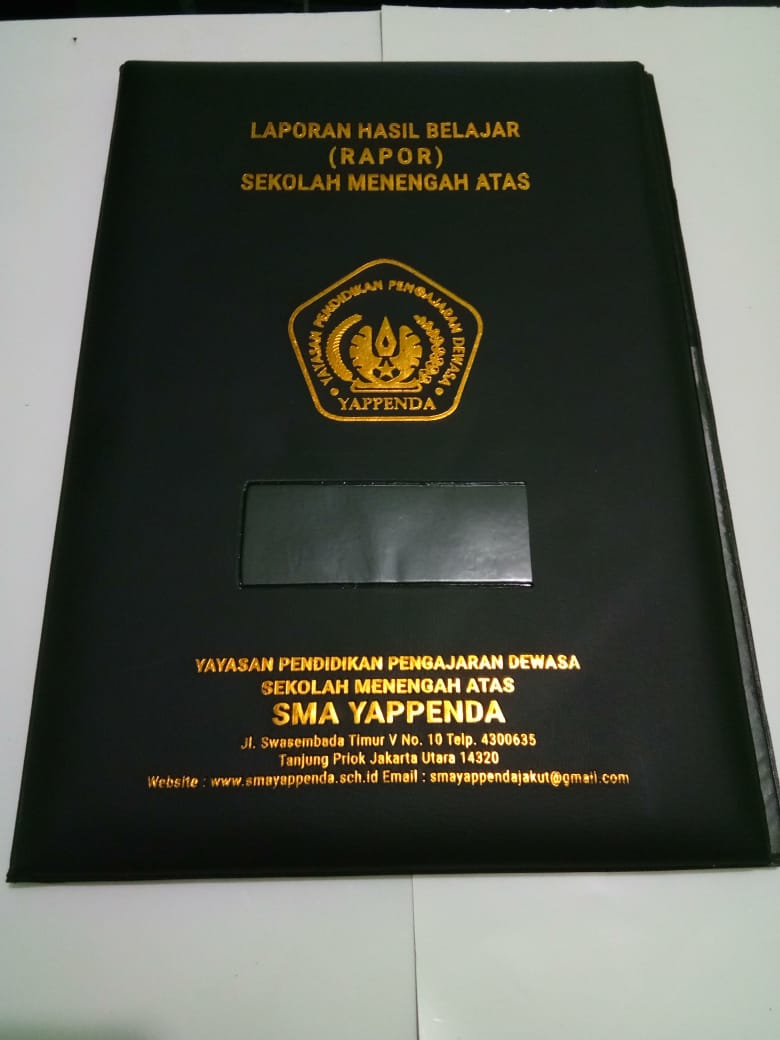 LAPORAN HASIL BELAJAR
(RAPOR)
SEKOLAH MENENGAH ATAS
YAYASAN PENDIDIKAN PENGAJARAN DEWASA
YAPPENDA
YAYASAN PENDIDIKAN PENGAJARAN DEWASA
SEKOLAH MENENGAH ATAS
SMA YAPPENDA
Jl. Swasembada Timur V No. 10 Telp. 4300635
Tanjung Priok Jakarta Utara 14320
Website : www.smayappenda.sch.id Email : smayappendajakut@gmail.com